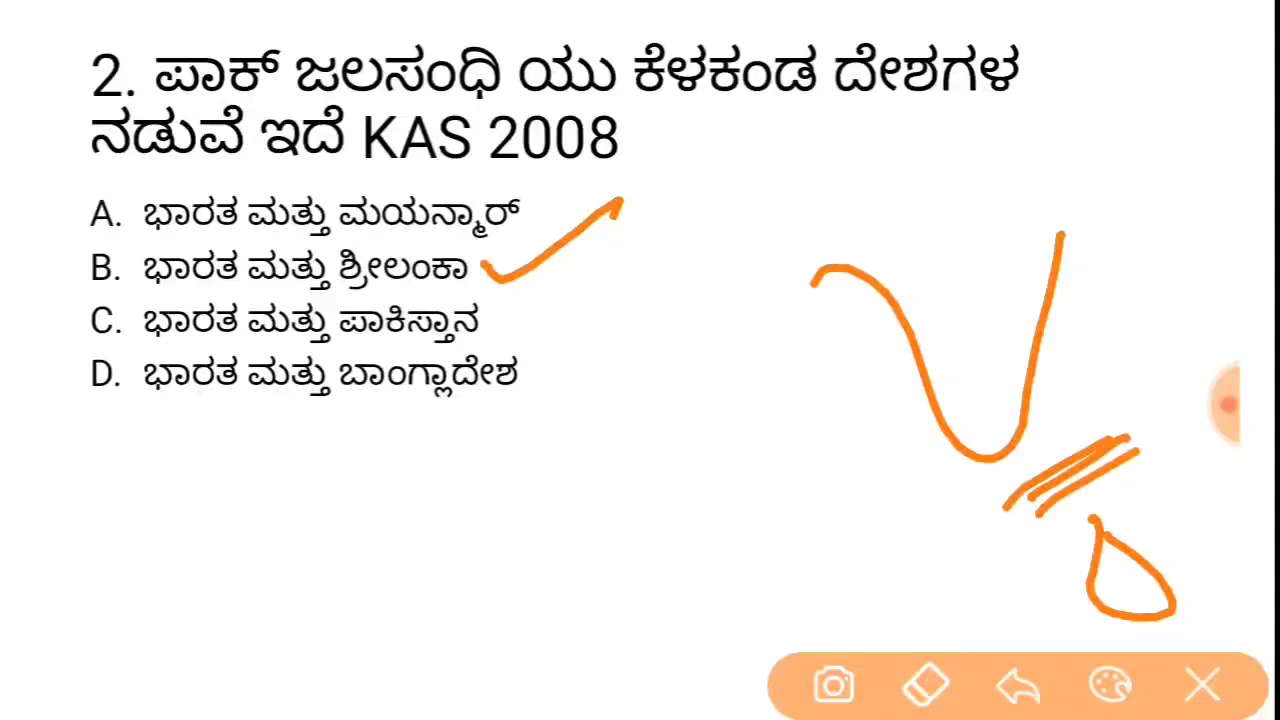 2. ಪಾಕ್ ಜಲಸಂಧಿ ಯು ಕೆಳಕಂಡ ದೇಶಗಳ
ನಡುವೆ ಇದೆ KAS 2008
A. ಭಾರತ ಮತ್ತು ಮಯನ್ಮಾರ್
B. ಭಾರತ ಮತ್ತು ಶ್ರೀಲಂಕಾ
C. ಭಾರತ ಮತ್ತು ಪಾಕಿಸ್ತಾನ
D. ಭಾರತ ಮತ್ತು ಬಾಂಗ್ಲಾದೇಶ